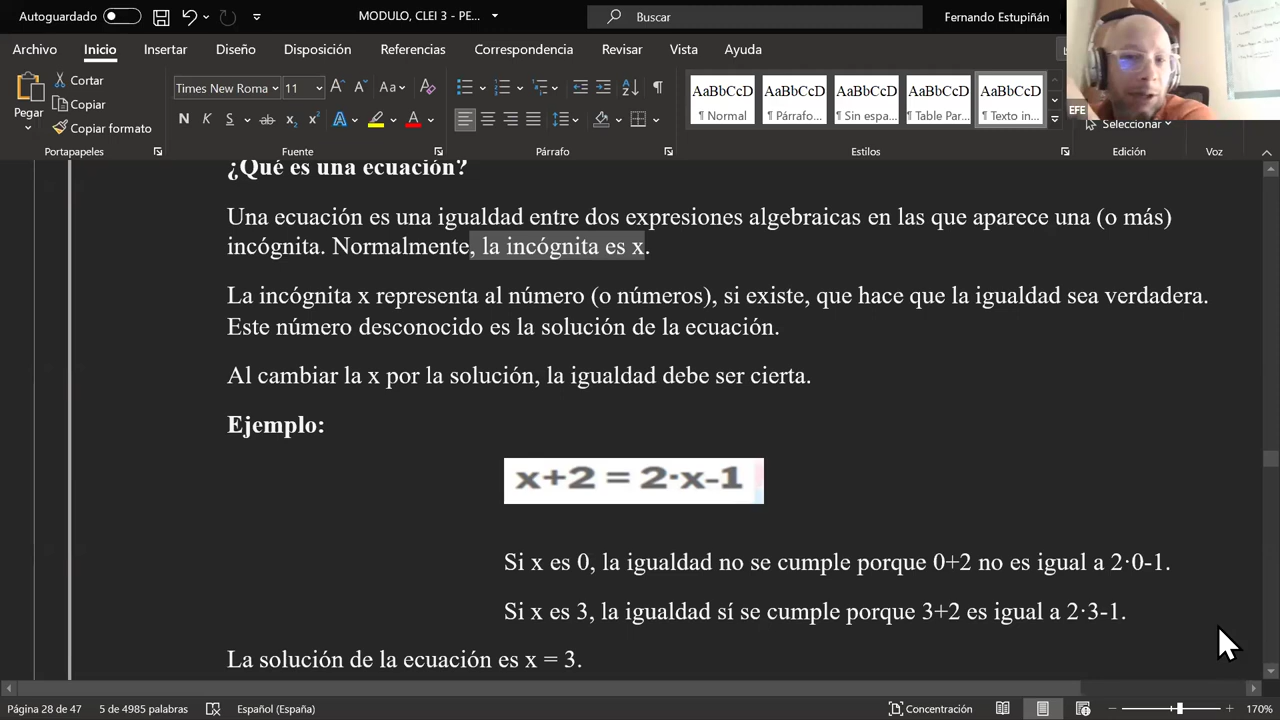 Autoguardado
MODULO, CLEI 3 - PE...
Buscar
Fernando Estupiñán
Archivo Inicio Insertar Diseño Disposición Referencias Correspondencia Revisar Vista Ayuda
Pegar
Cortar
Copiar
Copiar formato
Times New Roma 11
Aa
N K S ab x₂ x² A A
AaBbCcD AaBbCcD AaBbCcD AaBbCcD AaBbCcD
¶ Normal ¶ Párrafo... ¶ Sin espa... ¶ Table Par... ¶ Texto in...
EFE
Seleccionar
Portapapeles Fuente Párrafo Estilos Edición Voz
¿Qué es una ecuación?
Una ecuación es una igualdad entre dos expresiones algebraicas en las que aparece una (o más)
incógnita. Normalmente, la incógnita es x.
La incógnita x representa al número (o números), si existe, que hace que la igualdad sea verdadera.
Este número desconocido es la solución de la ecuación.
Al cambiar la x por la solución, la igualdad debe ser cierta.
Ejemplo:
x+2 = 2·x-1
Si x es 0, la igualdad no se cumple porque 0+2 no es igual a 2·0-1.
Si x es 3, la igualdad sí se cumple porque 3+2 es igual a 2·3-1.
La solución de la ecuación es x = 3.
Página 28 de 47 5 de 4985 palabras Español (España) Concentración 170%